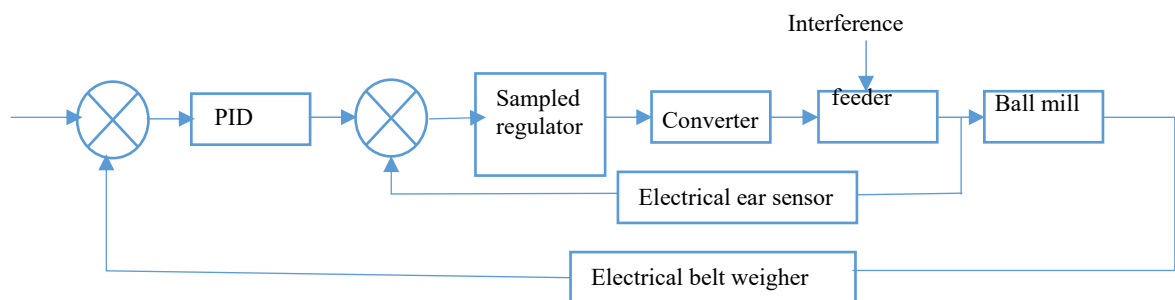 Interference
PID
Sampled
regulator
Converter
feeder
Ball mill
Electrical ear sensor
Electrical belt weigher